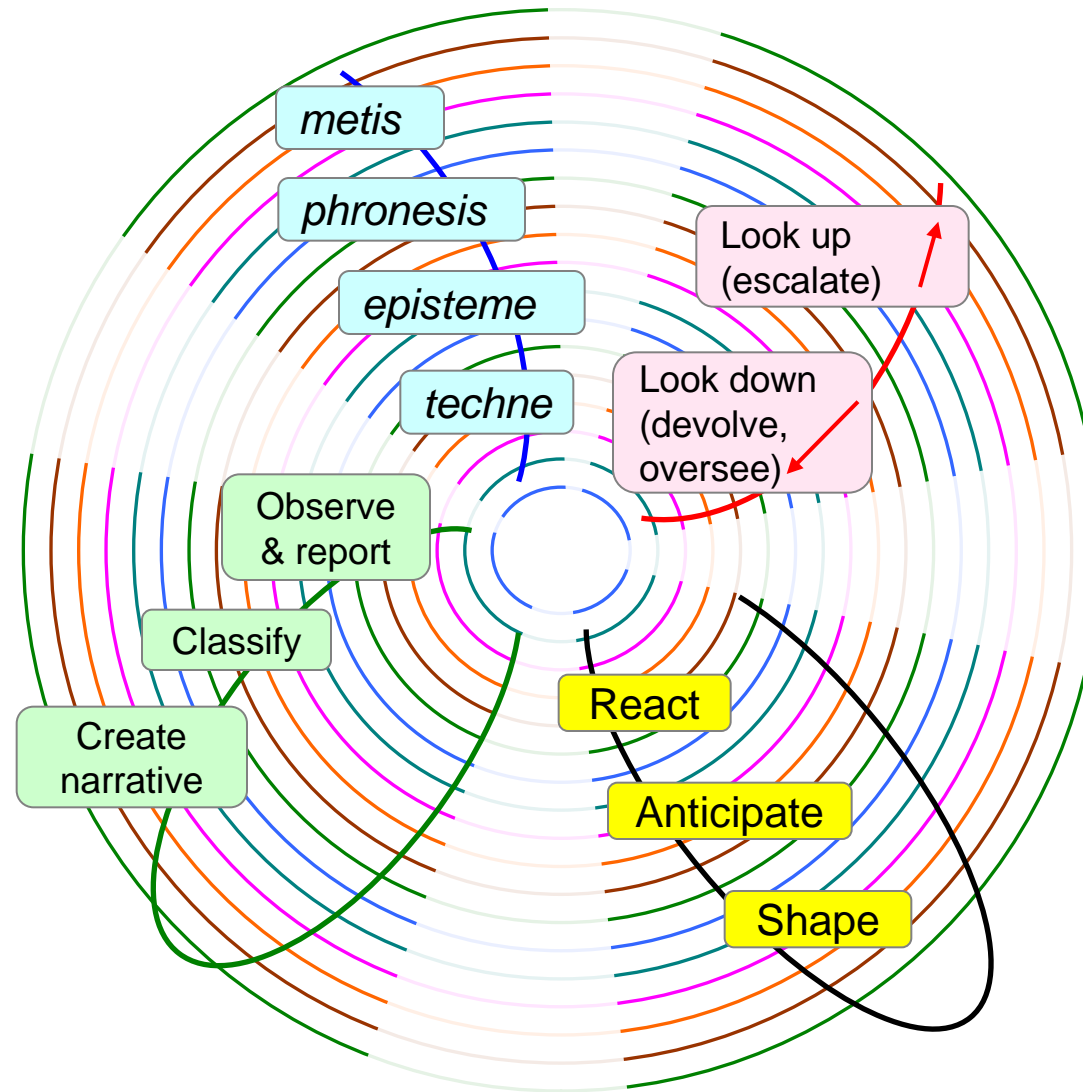 metis
phronesis
episteme
techne
Look up
(escalate)
Look down
(devolve,
oversee)
Observe
& report
Classify
Create
narrative
React
Anticipate
Shape